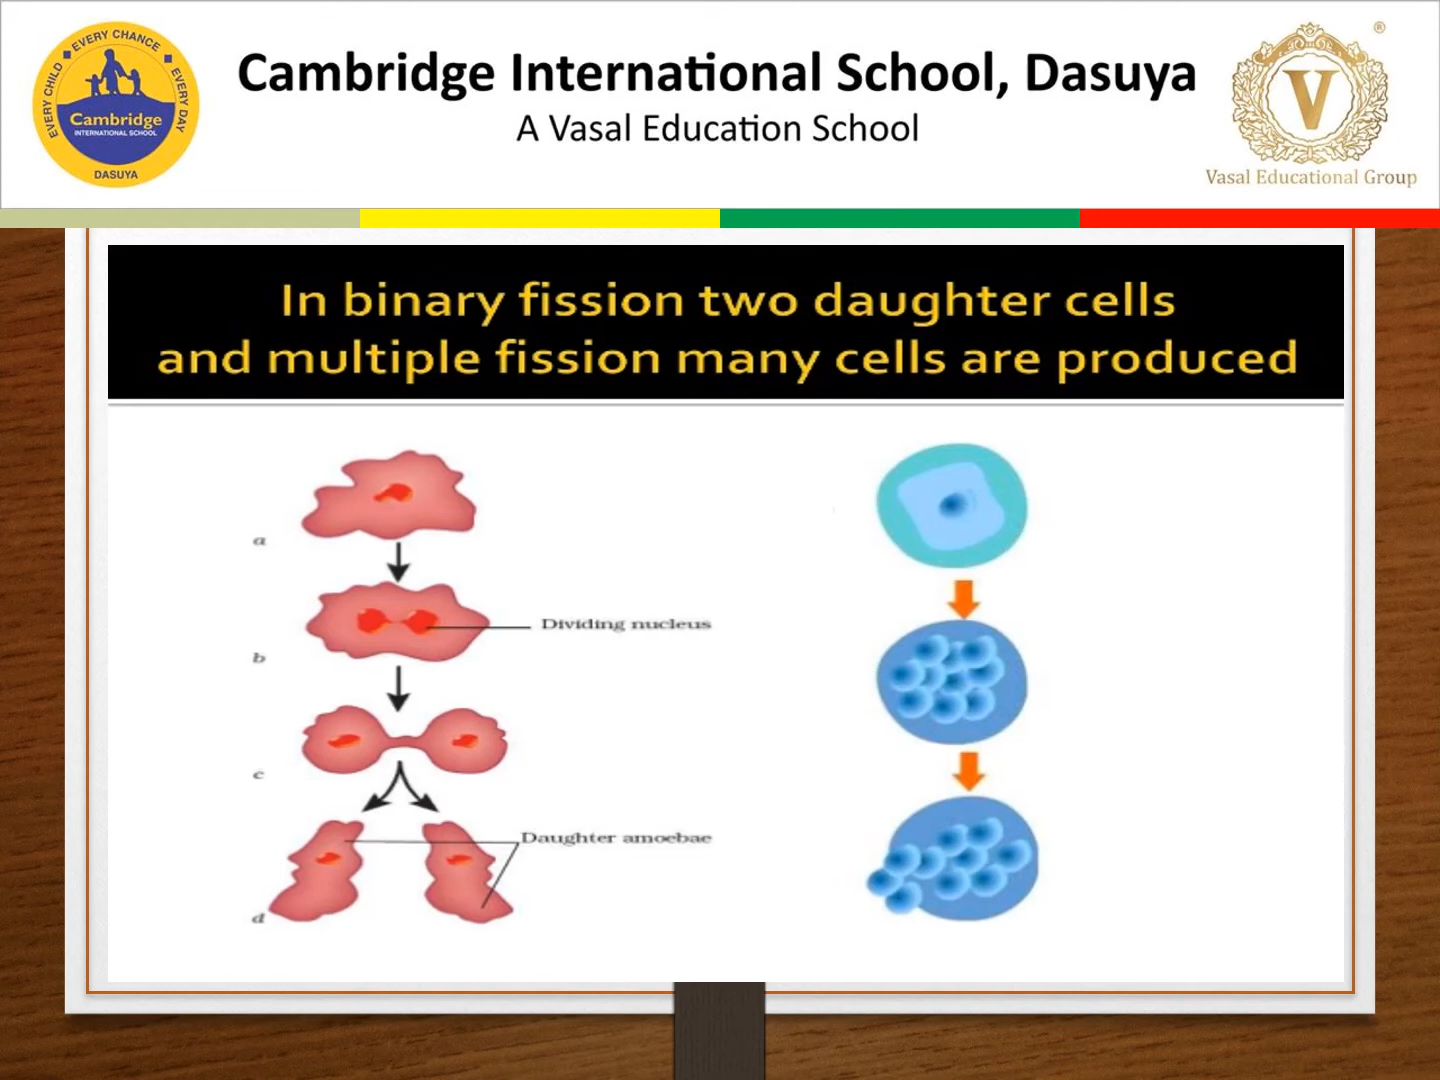 EVERY CHILD EVERY CHANCE EVERY DAY
Cambridge
INTERNATIONAL SCHOOL
DASUYA
Cambridge International School, Dasuya
A Vasal Education School
®
V
Vasal Educational Group
In binary fission two daughter cells
and multiple fission many cells are produced
a
b
Dividing nucleus
c
Daughter amoebae
d